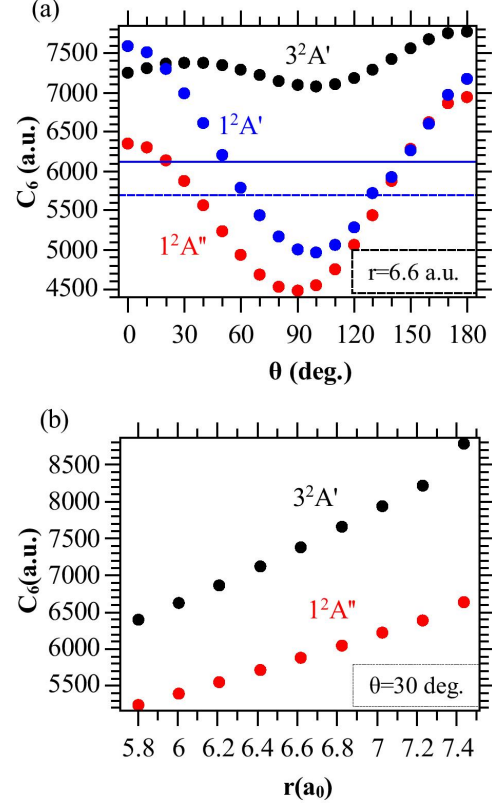 (a)
7500
7000
6500
6000
5500
5000
4500
C6 (a.u.)
3²A'
1²A'
1²A"
r=6.6 a.u.
0 30 60 90 120 150 180
θ (deg.)
(b)
8500
8000
7500
7000
6500
6000
5500
C6(a.u.)
3²A'
1²A"
θ=30 deg.
5.8 6 6.2 6.4 6.6 6.8 7 7.2 7.4
r(a0)